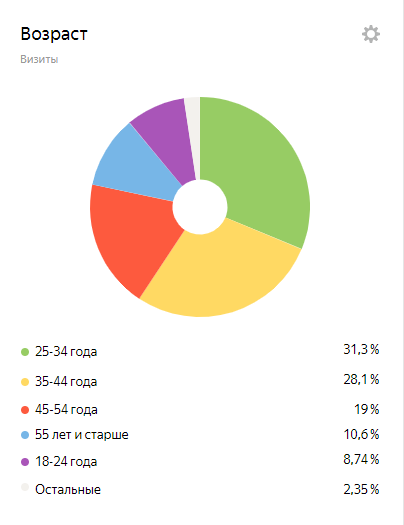 Возраст
Визиты
25-34 года 31,3 %
35-44 года 28,1 %
45-54 года 19 %
55 лет и старше 10,6 %
18-24 года 8,74 %
Остальные 2,35 %